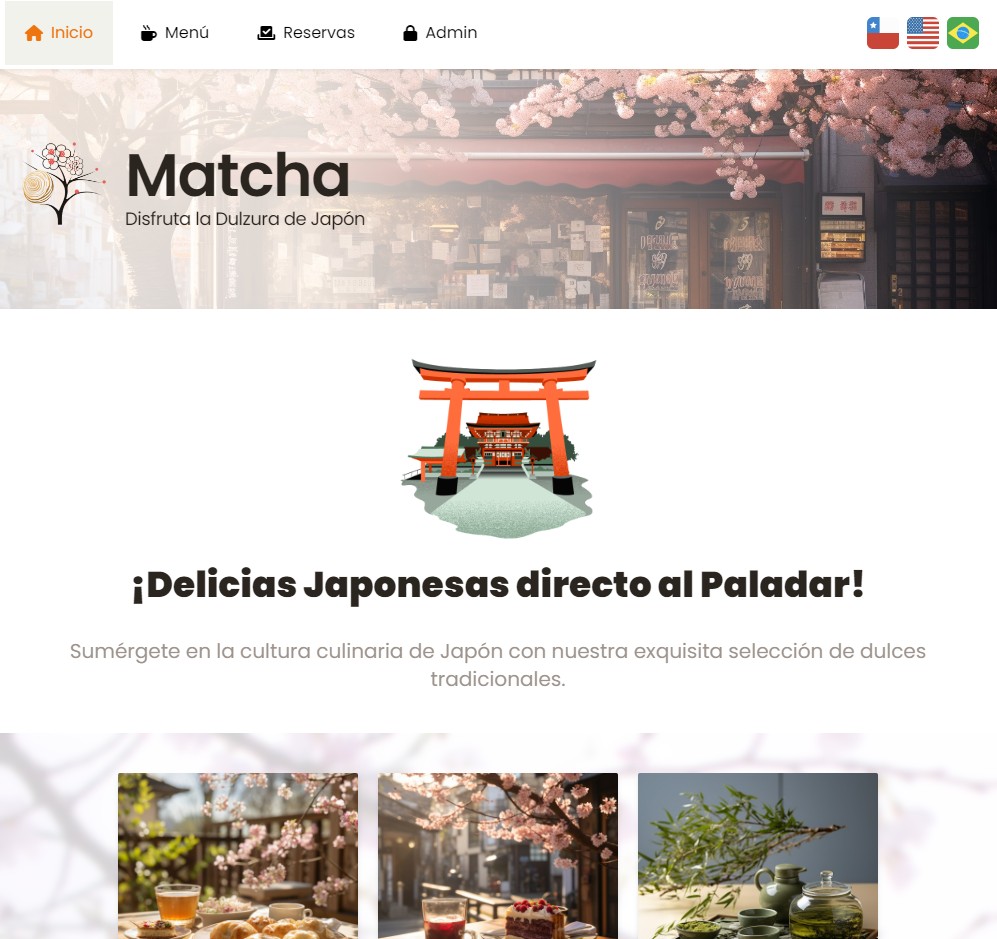 Inicio
Menú
Reservas
Admin
Matcha
Disfruta la Dulzura de Japón
¡Delicias Japonesas directo al Paladar!
Sumérgete en la cultura culinaria de Japón con nuestra exquisita selección de dulces
tradicionales.